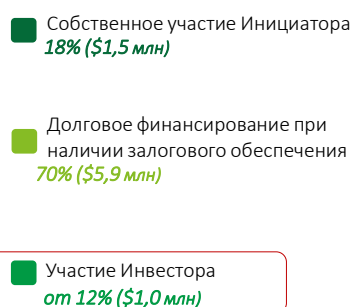 Собственное участие Инициатора
18% ($1,5 млн)
Долговое финансирование при
наличии залогового обеспечения
70% ($5,9 млн)
Участие Инвестора
от 12% ($1,0 млн)